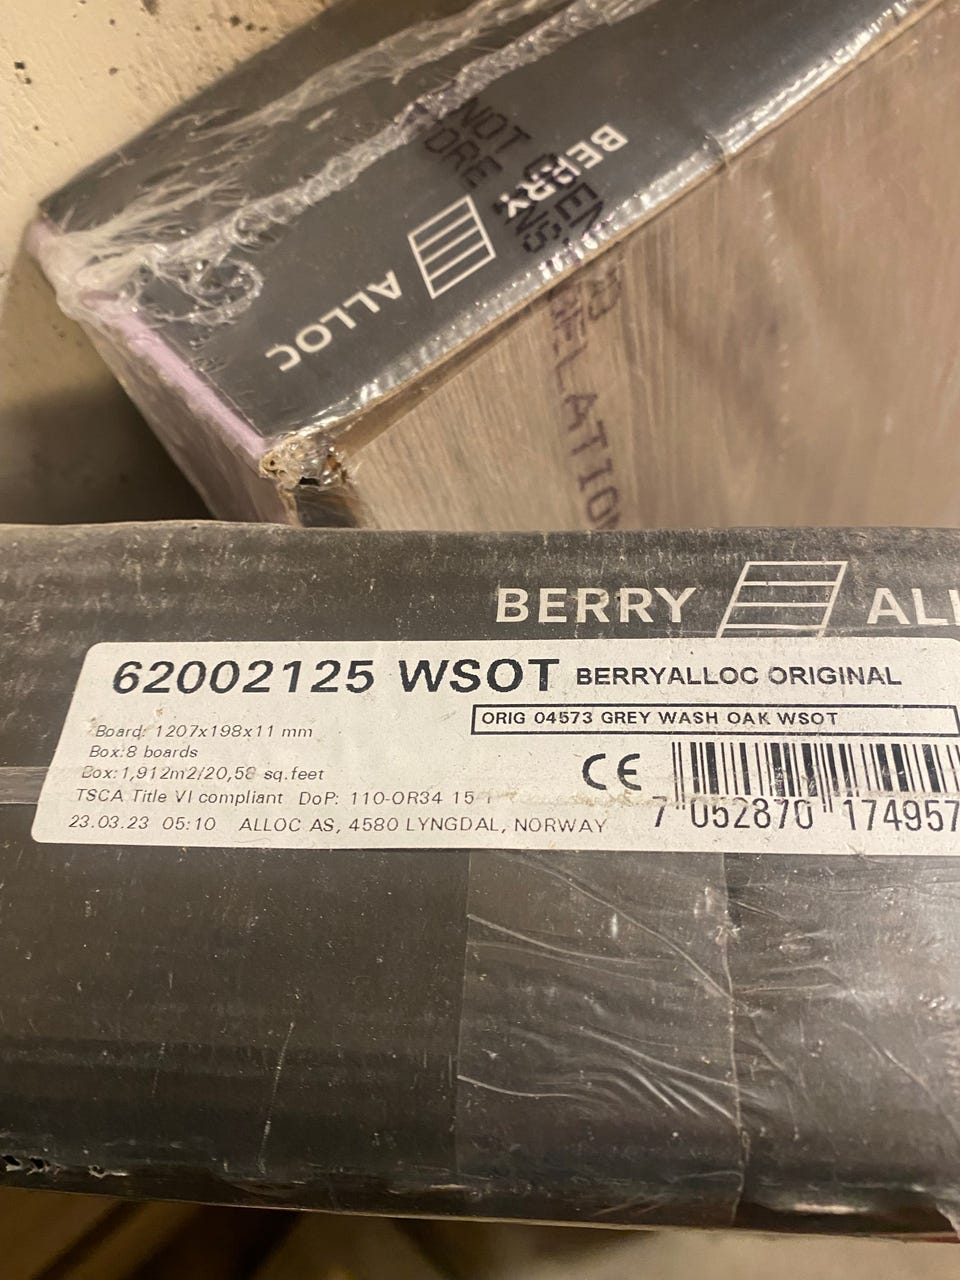 NOT OPEN
BERRY ALLOC
BERRY
62002125 WSOT BERRYALLOC ORIGINAL
ORIG 04573 GREY WASH OAK WSOT
Board: 1207x198x11 mm
Box:8 boards
Box:1,912m2/20,58 sq.feet
CE
TSCA Title VI compliant DoP: 110-OR34 15
7 052870 174957
23.03.23 05:10 ALLOC AS, 4580 LYNGDAL, NORWAY